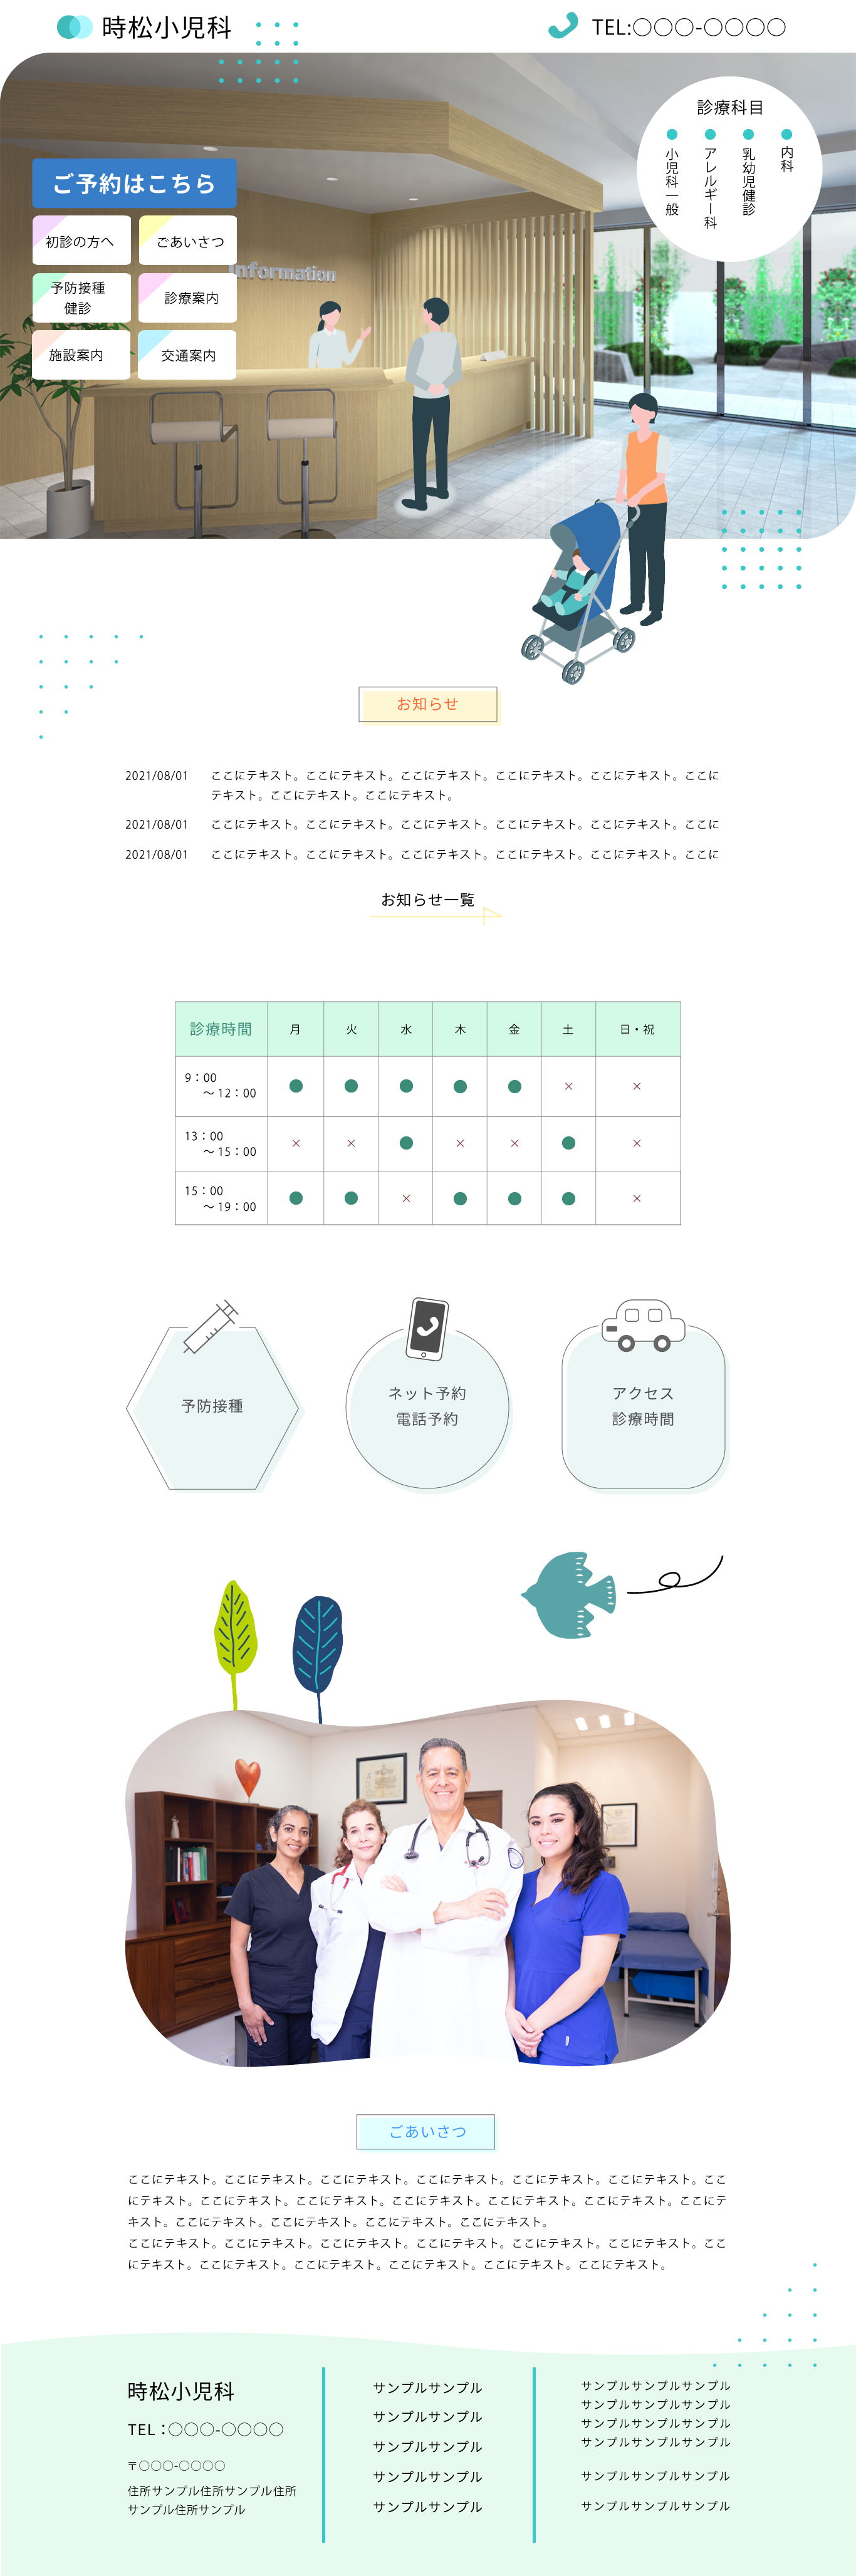 時松小児科
TEL:○○○-○○○○
診療科目
小児科一般
アレルギー科
乳幼児健診
内科
ご予約はこちら
初診の方へ
ごあいさつ
予防接種
健診
診療案内
施設案内
交通案内
Information
お知らせ
2021/08/01 ここにテキスト。ここにテキスト。ここにテキスト。ここにテキスト。ここにテキスト。ここに
テキスト。ここにテキスト。ここにテキスト。
2021/08/01 ここにテキスト。ここにテキスト。ここにテキスト。ここにテキスト。ここにテキスト。ここに
2021/08/01 ここにテキスト。ここにテキスト。ここにテキスト。ここにテキスト。ここにテキスト。ここに
お知らせ一覧
診療時間 月 火 水 木 金 土 日・祝
9：00
～12：00 ● ● ● ● ● × ×
13：00
～15：00 × × ● × × ● ×
15：00
～19：00 ● ● × ● ● ● ×
予防接種
ネット予約
電話予約
アクセス
診療時間
ごあいさつ
ここにテキスト。ここにテキスト。ここにテキスト。ここにテキスト。ここにテキスト。ここにテキスト。ここ
にテキスト。ここにテキスト。ここにテキスト。ここにテキスト。ここにテキスト。ここにテキスト。ここにテ
キスト。ここにテキスト。ここにテキスト。ここにテキスト。ここにテキスト。
ここにテキスト。ここにテキスト。ここにテキスト。ここにテキスト。ここにテキスト。ここにテキスト。ここ
にテキスト。ここにテキスト。ここにテキスト。ここにテキスト。ここにテキスト。ここにテキスト。
時松小児科
TEL：○○○-○○○○
〒○○○-○○○○
住所サンプル住所サンプル住所
サンプル住所サンプル
サンプルサンプル
サンプルサンプル
サンプルサンプル
サンプルサンプル
サンプルサンプル
サンプルサンプルサンプル
サンプルサンプルサンプル
サンプルサンプルサンプル
サンプルサンプルサンプル
サンプルサンプルサンプル
サンプルサンプルサンプル